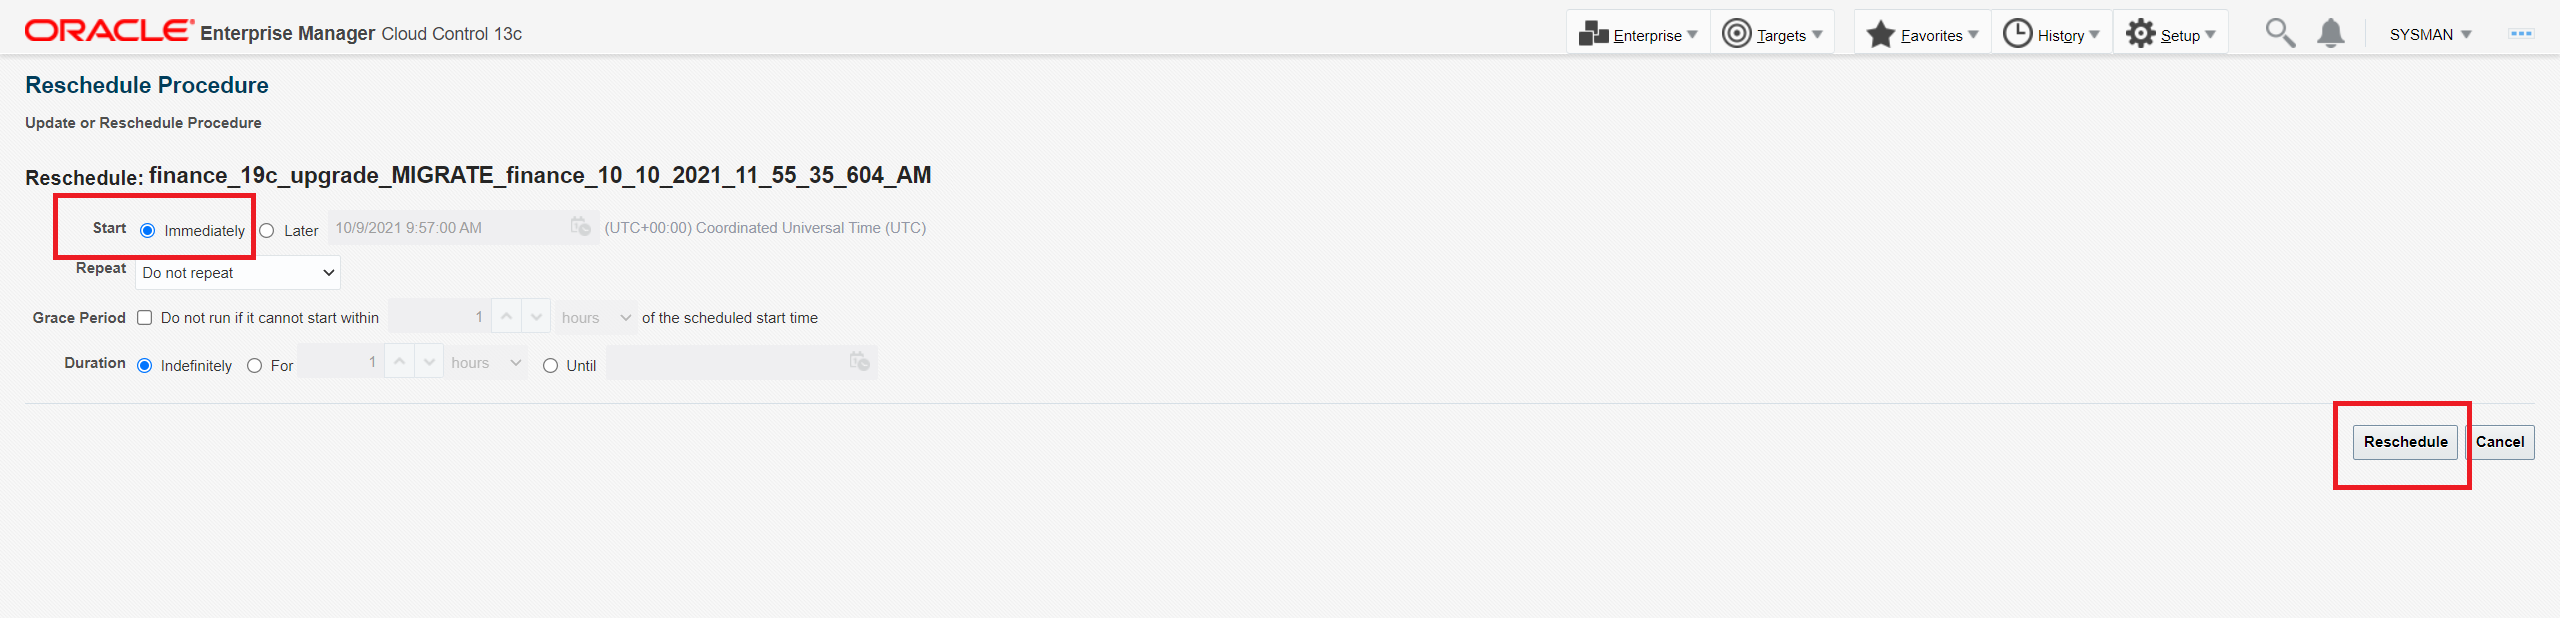 ORACLE Enterprise Manager Cloud Control 13c Enterprise Targets Favorites History Setup SYSMAN
Reschedule Procedure
Update or Reschedule Procedure
Reschedule: finance_19c_upgrade_MIGRATE_finance_10_10_2021_11_55_35_604_AM
Start Immediately Later 10/9/2021 9:57:00 AM (UTC+00:00) Coordinated Universal Time (UTC)
Repeat Do not repeat
Grace Period Do not run if it cannot start within 1 hours of the scheduled start time
Duration Indefinitely For 1 hours Until
Reschedule Cancel